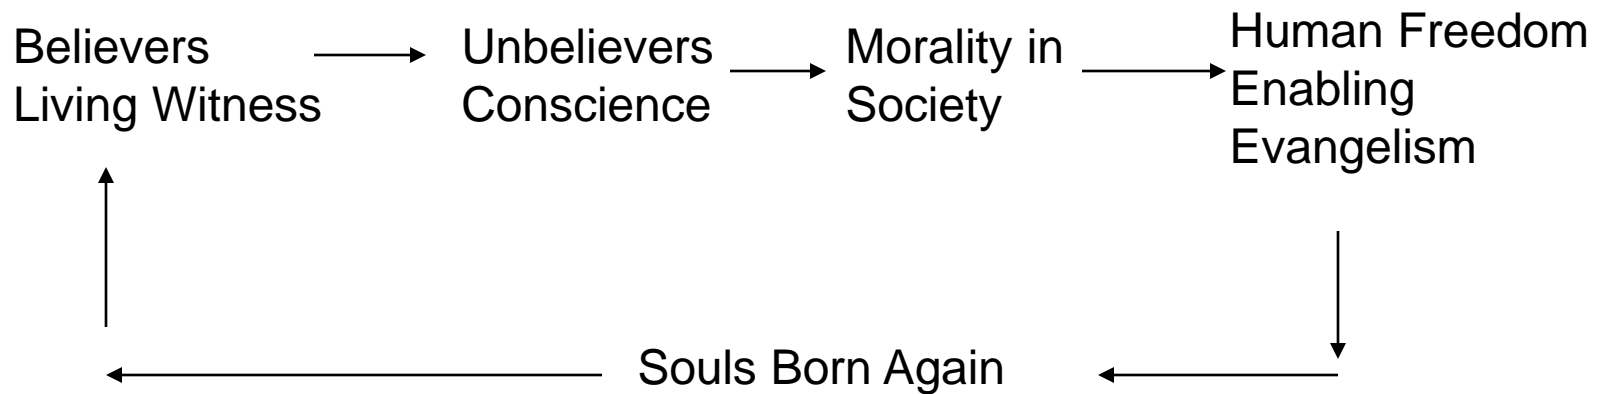 Believers
Living Witness
Unbelievers
Conscience
Morality in
Society
Human Freedom
Enabling
Evangelism
Souls Born Again